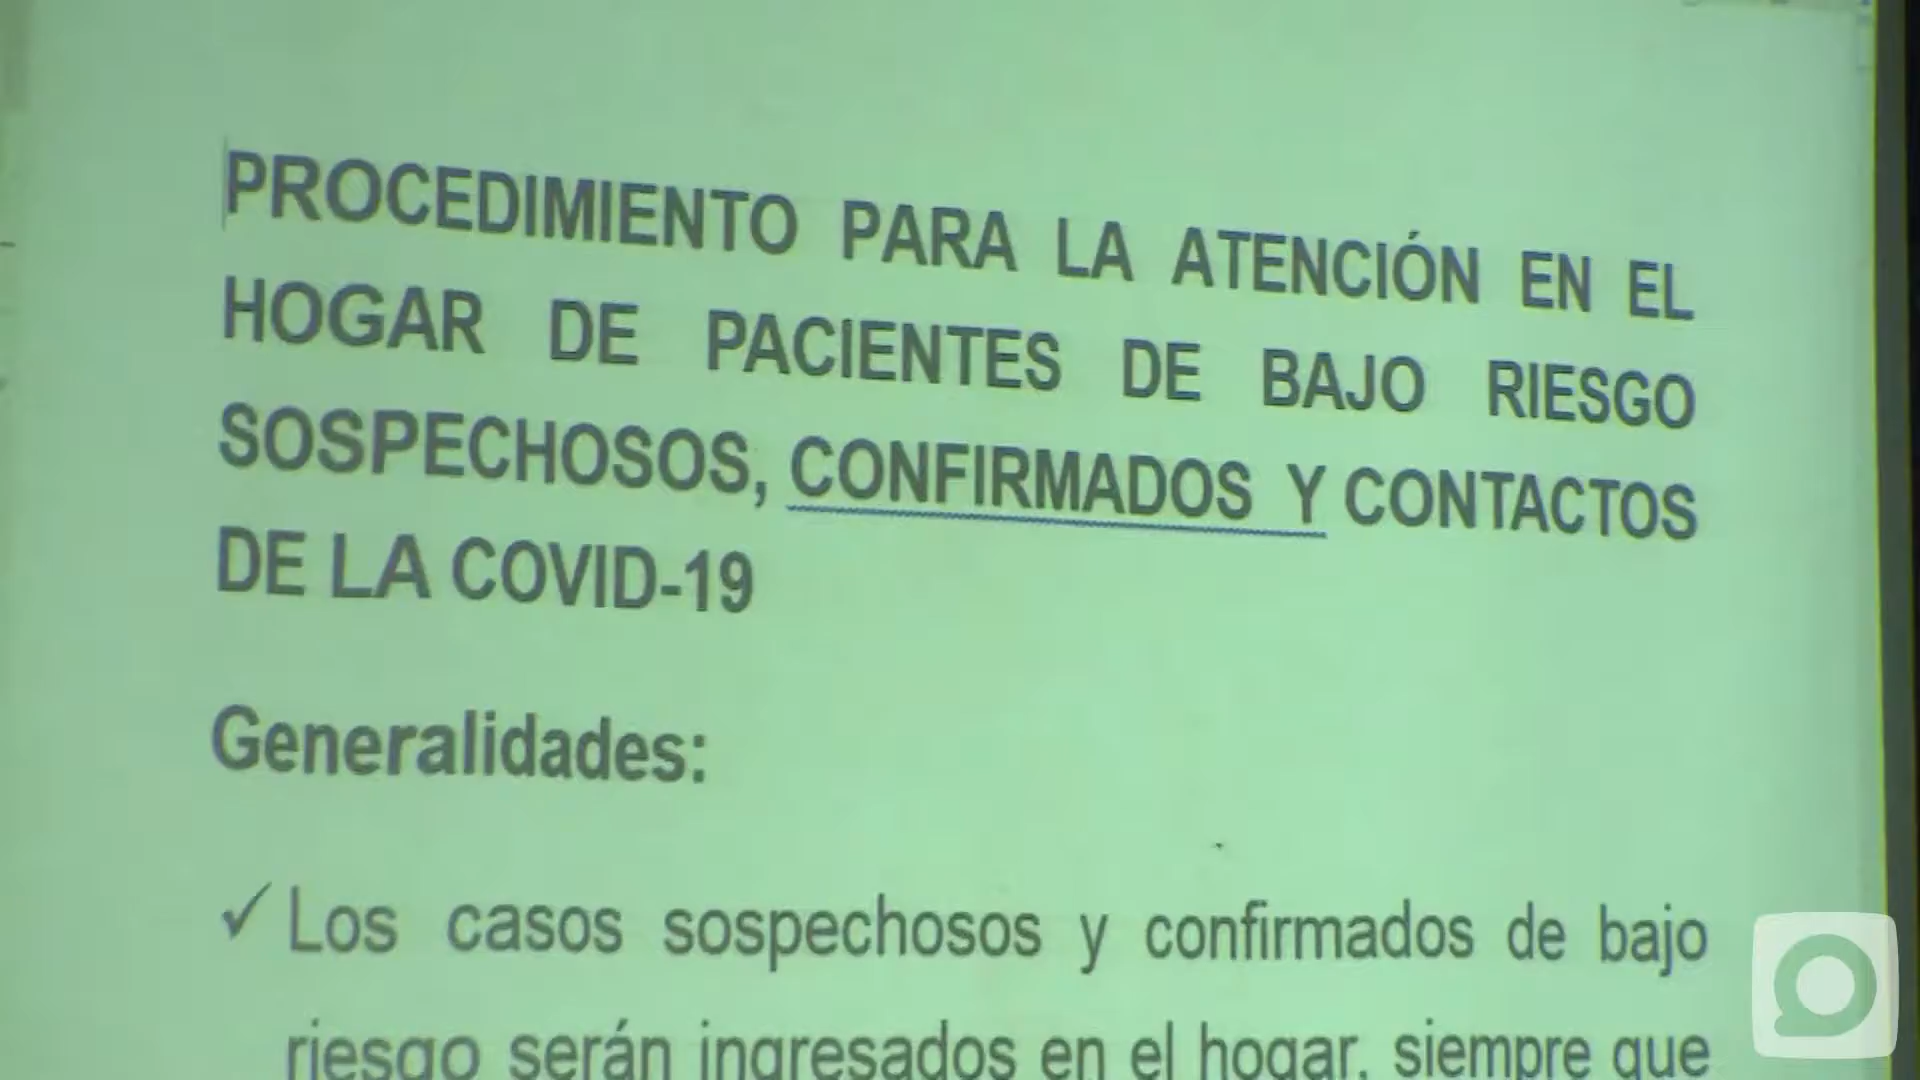 PROCEDIMIENTO PARA LA ATENCIÓN EN EL
HOGAR DE PACIENTES DE BAJO RIESGO
SOSPECHOSOS, CONFIRMADOS Y CONTACTOS
DE LA COVID-19
Generalidades:
✓ Los casos sospechosos y confirmados de bajo
riesgo serán ingresados en el hogar, siempre que